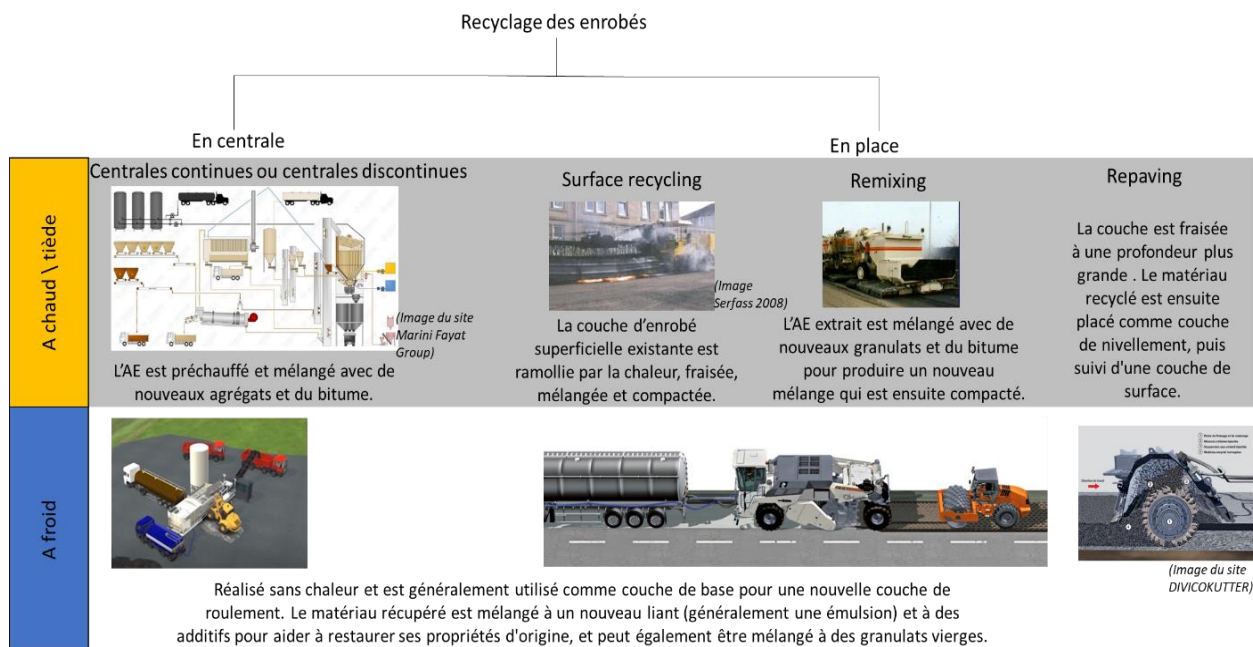 Recyclage des enrobés
En centrale
En place
A chaud \ tiède
Centrales continues ou centrales discontinues
(Image du site
Marini Fayat
Group)
L'AE est préchauffé et mélangé avec de
nouveaux agrégats et du bitume.
Surface recycling
(Image
Serfass 2008)
La couche d'enrobé
superficielle existante est
ramollie par la chaleur, fraisée,
mélangée et compactée.
Remixing
L'AE extrait est mélangé avec de
nouveaux granulats et du bitume
pour produire un nouveau
mélange qui est ensuite compacté.
Repaving
La couche est fraisée
à une profondeur plus
grande . Le matériau
recyclé est ensuite
placé comme couche
de nivellement, puis
suivi d'une couche de
surface.
A froid
(Image du site
DIVICOKUTTER)
Réalisé sans chaleur et est généralement utilisé comme couche de base pour une nouvelle couche de
roulement. Le matériau récupéré est mélangé à un nouveau liant (généralement une émulsion) et à des
additifs pour aider à restaurer ses propriétés d'origine, et peut également être mélangé à des granulats vierges.